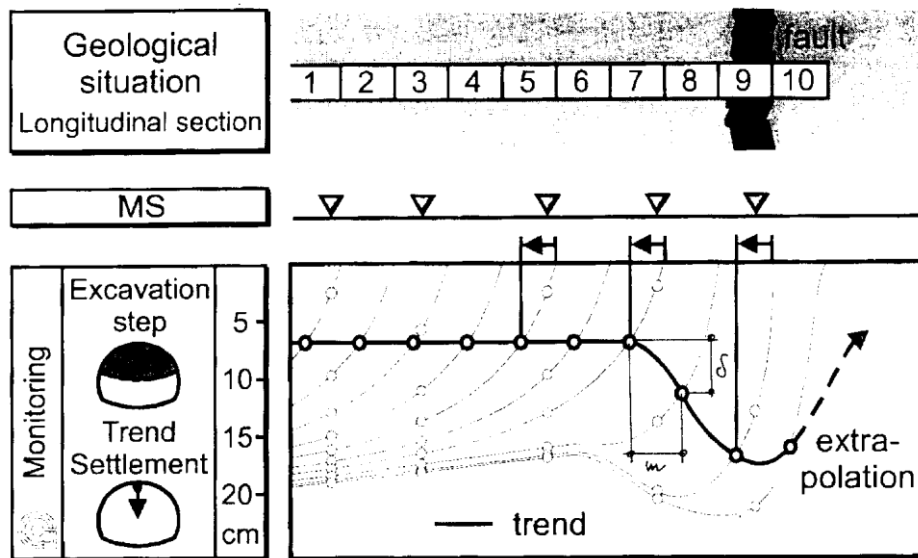 Geological
situation
Longitudinal section
fault
1 2 3 4 5 6 7 8 9 10
MS
Monitoring
Excavation
step
Trend
Settlement
5
10
15
20
cm
δ
m
extra-
polation
trend